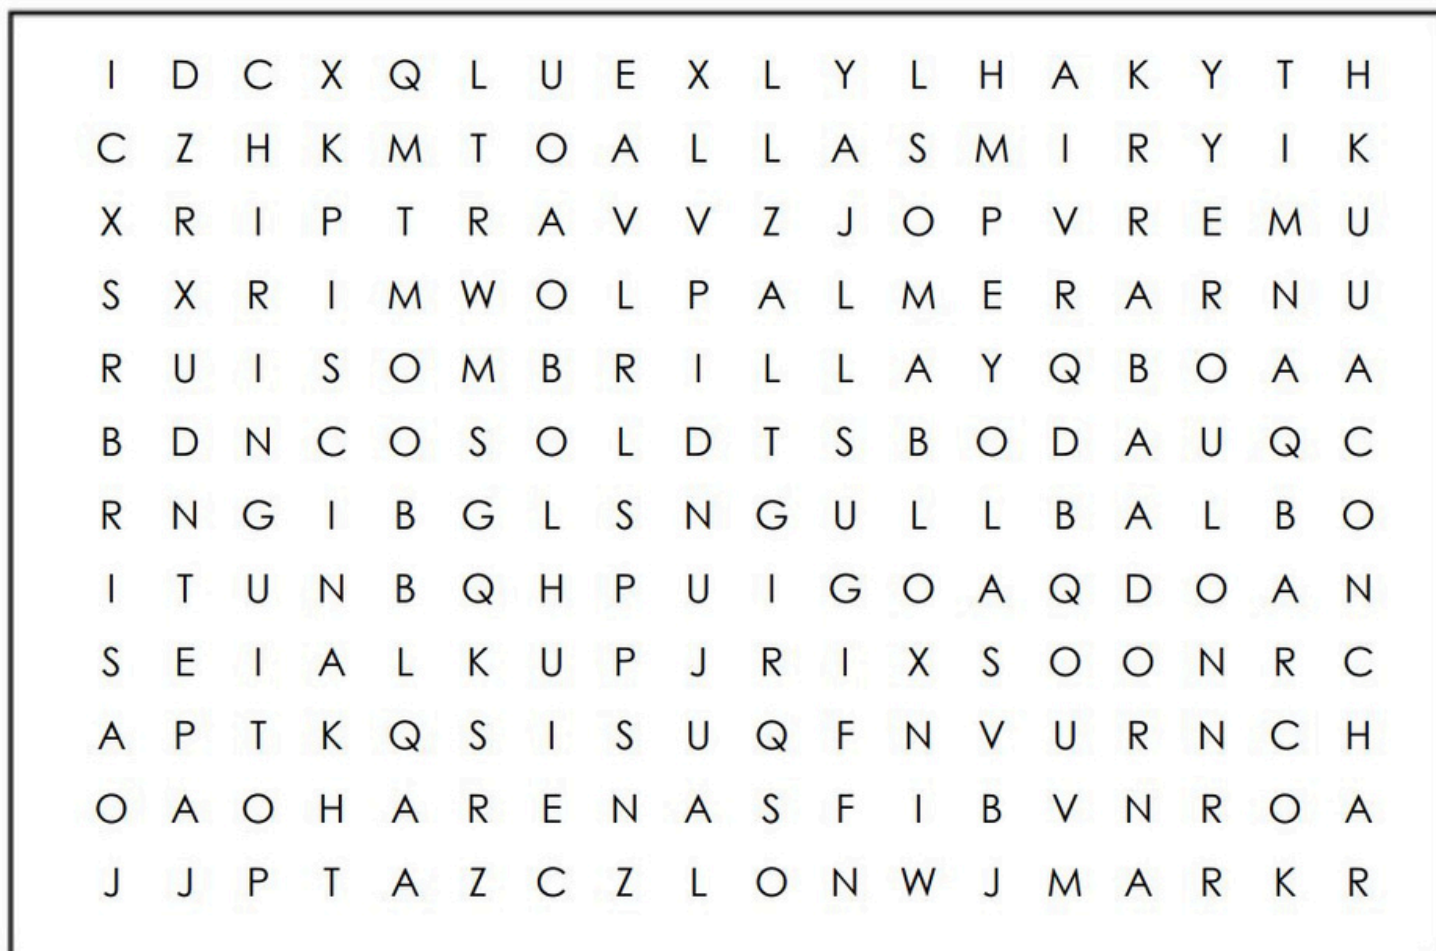 I D C X Q L U E X L Y L H A K Y T H
C Z H K M T O A L L A S M I R Y I K
X R I P T R A V V Z J O P V R E M U
S X R I M W O L P A L M E R A R N U
R U I S O M B R I L L A Y Q B O A A
B D N C O S O L D T S B O D A U Q C
R N G I B G L S N G U L L B A L B O
I T U N B Q H P U I G O A Q D O A N
S E I A L K U P J R I X S O O N R C
A P T K Q S I S U Q F N V U R N C H
O A O H A R E N A S F I B V N R O A
J J P T A Z C Z L O N W J M A R K R